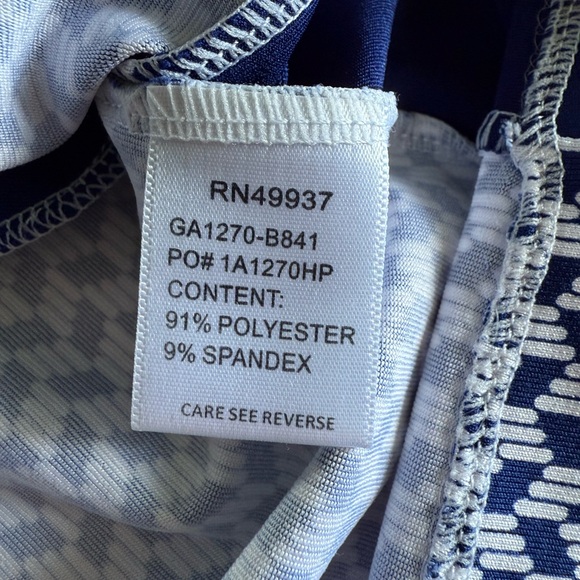 RN49937
GA1270-B841
PO# 1A1270HP
CONTENT:
91% POLYESTER
9% SPANDEX
CARE SEE REVERSE